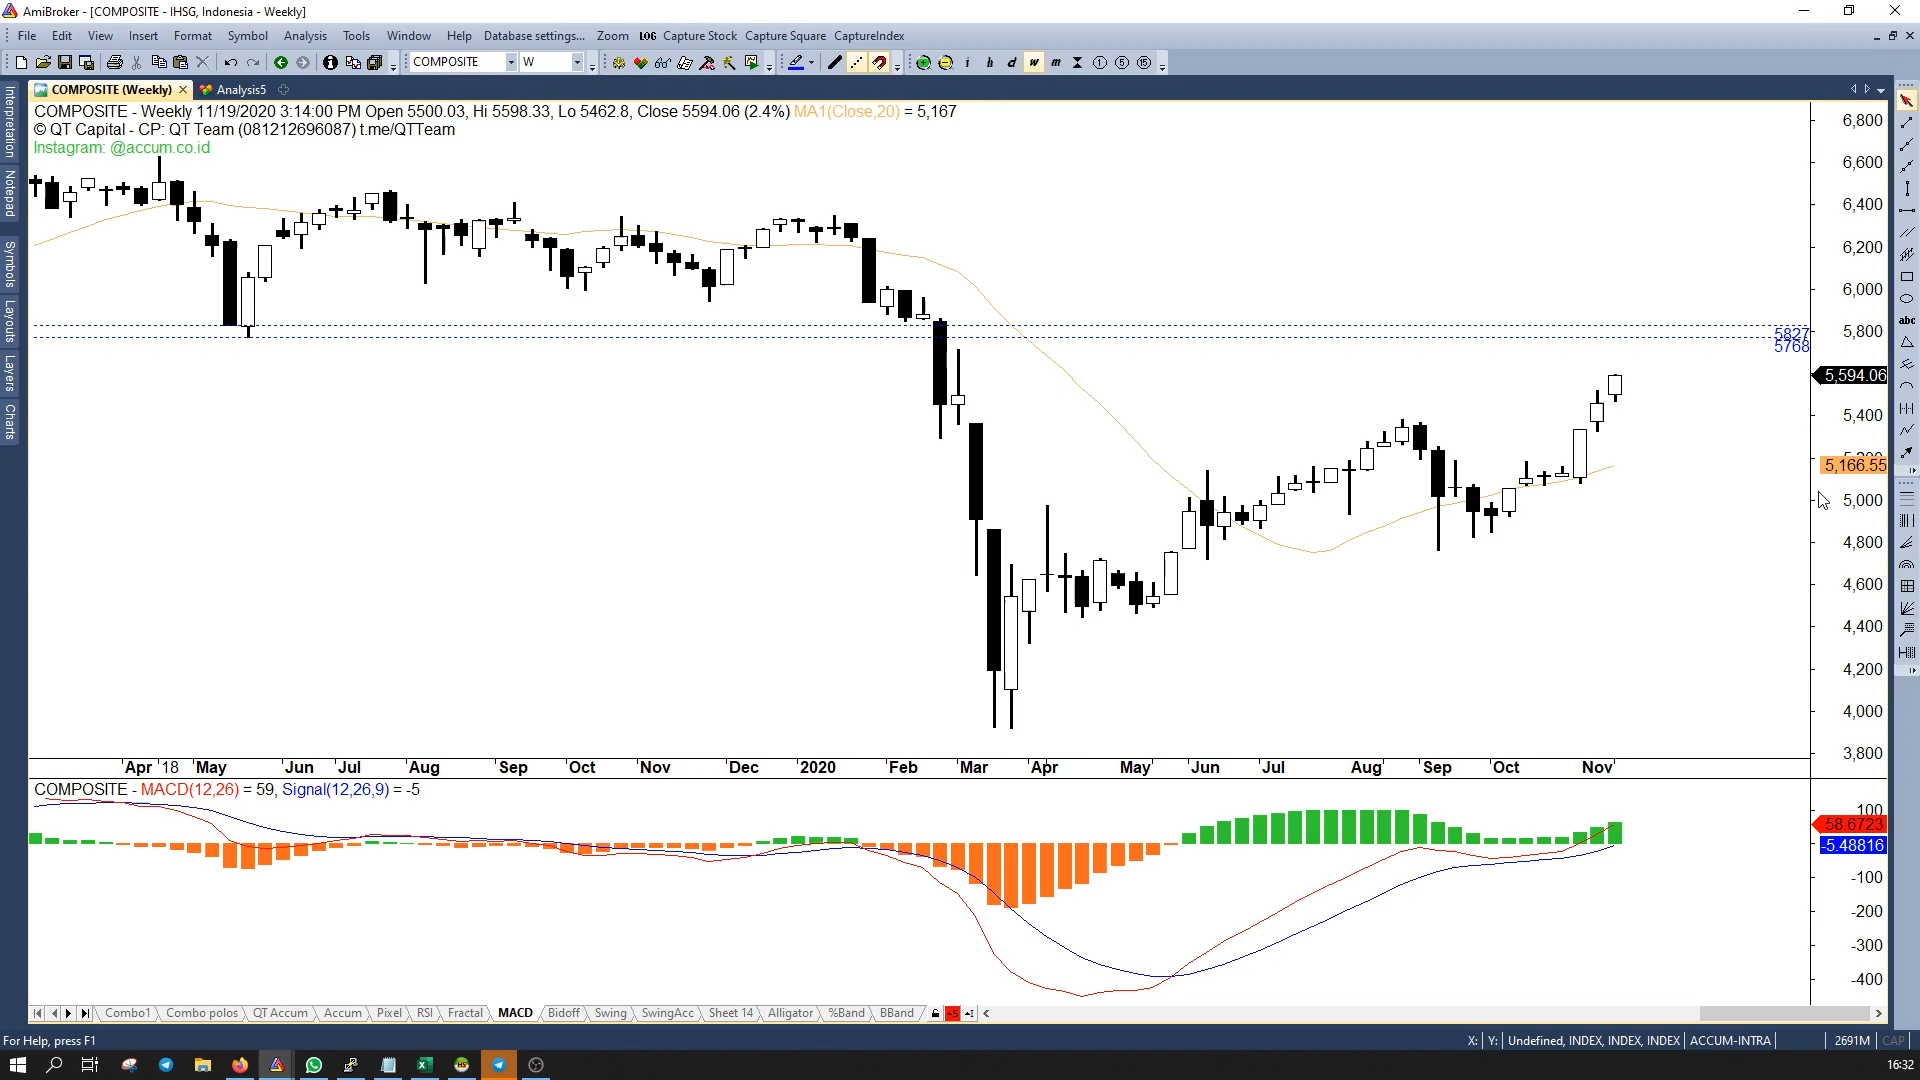 AmiBroker - [COMPOSITE - IHSG, Indonesia - Weekly]
File Edit View Insert Format Symbol Analysis Tools Window Help Database settings... Zoom LOG Capture Stock Capture Square CaptureIndex
COMPOSITE W
i h d w m 1 5 15
COMPOSITE (Weekly) Analysis5
COMPOSITE - Weekly 11/19/2020 3:14:00 PM Open 5500.03, Hi 5598.33, Lo 5462.8, Close 5594.06 (2.4%) MA1(Close,20) = 5,167
© QT Capital - CP: QT Team (081212696087) t.me/QTTeam
Instagram: @accum.co.id
Interpretation
Notepad
Symbols
Layouts
Layers
Charts
6,800
6,600
6,400
6,200
6,000
5827
5,800
5768
5,594.06
5,400
5,200
5,166.55
5,000
4,800
4,600
4,400
4,200
4,000
3,800
abc
Apr 18 May Jun Jul Aug Sep Oct Nov Dec 2020 Feb Mar Apr May Jun Jul Aug Sep Oct Nov
COMPOSITE - MACD(12,26) = 59, Signal(12,26,9) = -5
100
58.6723
-5.48816
-100
-200
-300
-400
Combo1 Combo polos QT Accum Accum Pixel RSI Fractal MACD Bidoff Swing SwingAcc Sheet 14 Alligator %Band BBand
For Help, press F1
X: Y: Undefined, INDEX, INDEX, INDEX ACCUM-INTRA 2691M CAP
16:32